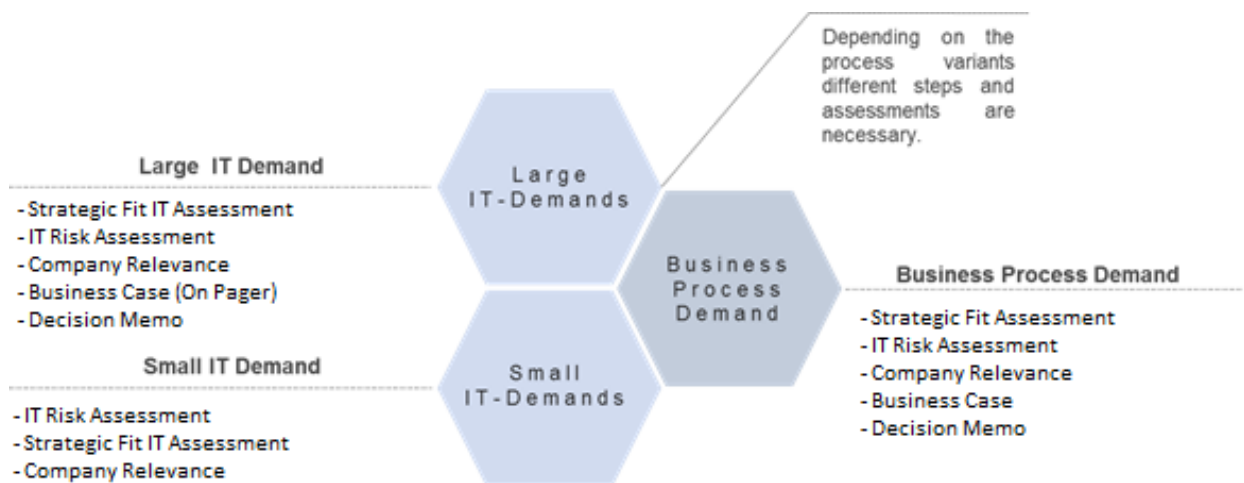 Depending on the
process variants
different steps and
assessments are
necessary.
Large IT Demand
- Strategic Fit IT Assessment
- IT Risk Assessment
- Company Relevance
- Business Case (On Pager)
- Decision Memo
Large
IT-Demands
Business
Process
Demand
Business Process Demand
- Strategic Fit Assessment
- IT Risk Assessment
- Company Relevance
- Business Case
- Decision Memo
Small IT Demand
- IT Risk Assessment
- Strategic Fit IT Assessment
- Company Relevance
Small
IT-Demands